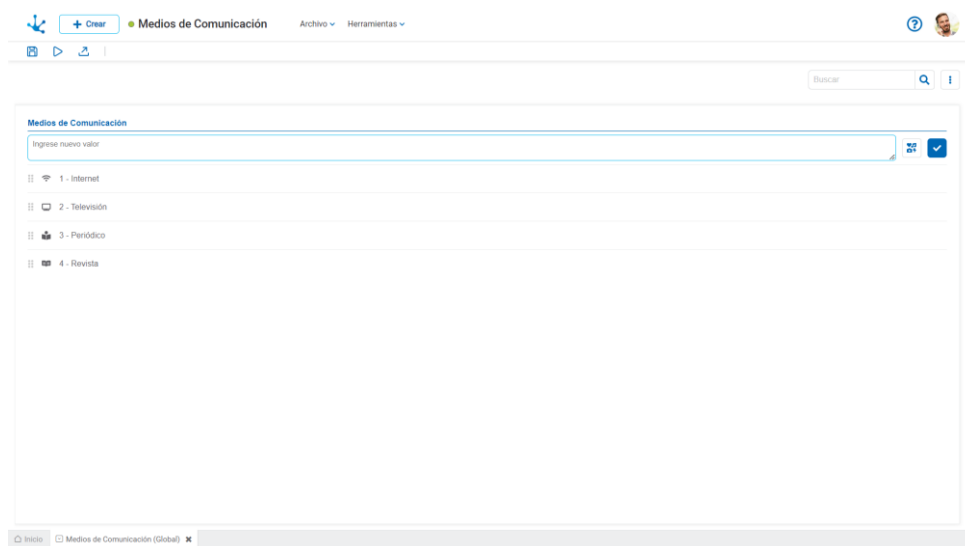 Crear
Medios de Comunicación
Archivo
Herramientas
Buscar
Medios de Comunicación
Ingrese nuevo valor
1 - Internet
2 - Televisión
3 - Periódico
4 - Revista
Inicio
Medios de Comunicación (Global)